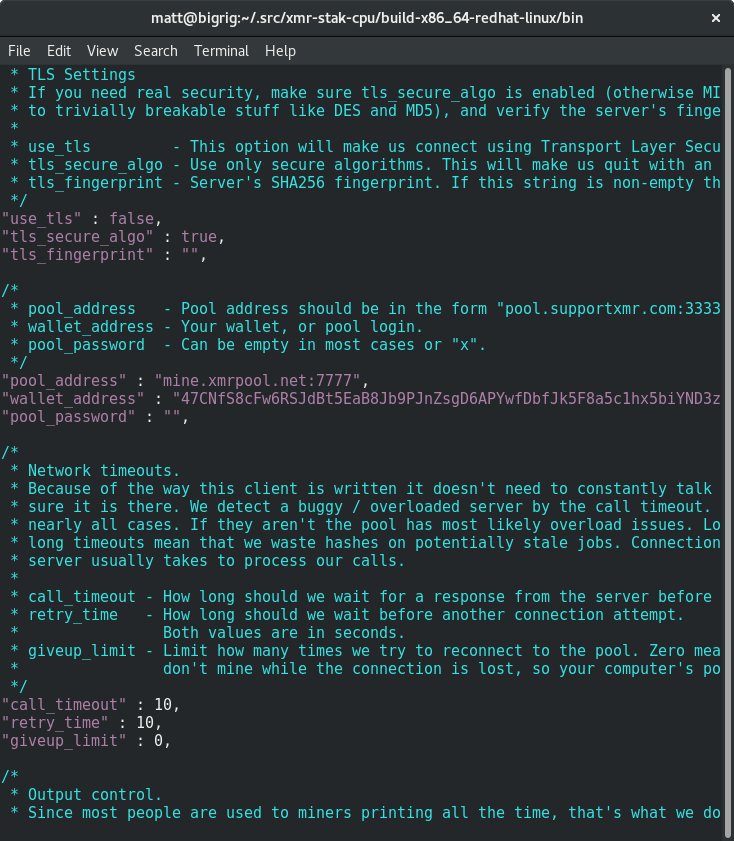 matt@bigrig:~/.src/xmr-stak-cpu/build-x86_64-redhat-linux/bin
File Edit View Search Terminal Help
 * TLS Settings
 * If you need real security, make sure tls_secure_algo is enabled (otherwise MI
 * to trivially breakable stuff like DES and MD5), and verify the server's finge
 *
 * use_tls         - This option will make us connect using Transport Layer Secu
 * tls_secure_algo - Use only secure algorithms. This will make us quit with an
 * tls_fingerprint - Server's SHA256 fingerprint. If this string is non-empty th
 */
"use_tls" : false,
"tls_secure_algo" : true,
"tls_fingerprint" : "",

/*
 * pool_address   - Pool address should be in the form "pool.supportxmr.com:3333
 * wallet_address - Your wallet, or pool login.
 * pool_password  - Can be empty in most cases or "x".
 */
"pool_address" : "mine.xmrpool.net:7777",
"wallet_address" : "47CNfS8cFw6RSJdBt5EaB8Jb9PJnZsgD6APYwfDbfJk5F8a5c1hx5biYND3z
"pool_password" : "",

/*
 * Network timeouts.
 * Because of the way this client is written it doesn't need to constantly talk
 * sure it is there. We detect a buggy / overloaded server by the call timeout.
 * nearly all cases. If they aren't the pool has most likely overload issues. Lo
 * long timeouts mean that we waste hashes on potentially stale jobs. Connection
 * server usually takes to process our calls.
 *
 * call_timeout - How long should we wait for a response from the server before
 * retry_time   - How long should we wait before another connection attempt.
 *                Both values are in seconds.
 * giveup_limit - Limit how many times we try to reconnect to the pool. Zero mea
 *                don't mine while the connection is lost, so your computer's po
 */
"call_timeout" : 10,
"retry_time" : 10,
"giveup_limit" : 0,

/*
 * Output control.
 * Since most people are used to miners printing all the time, that's what we do